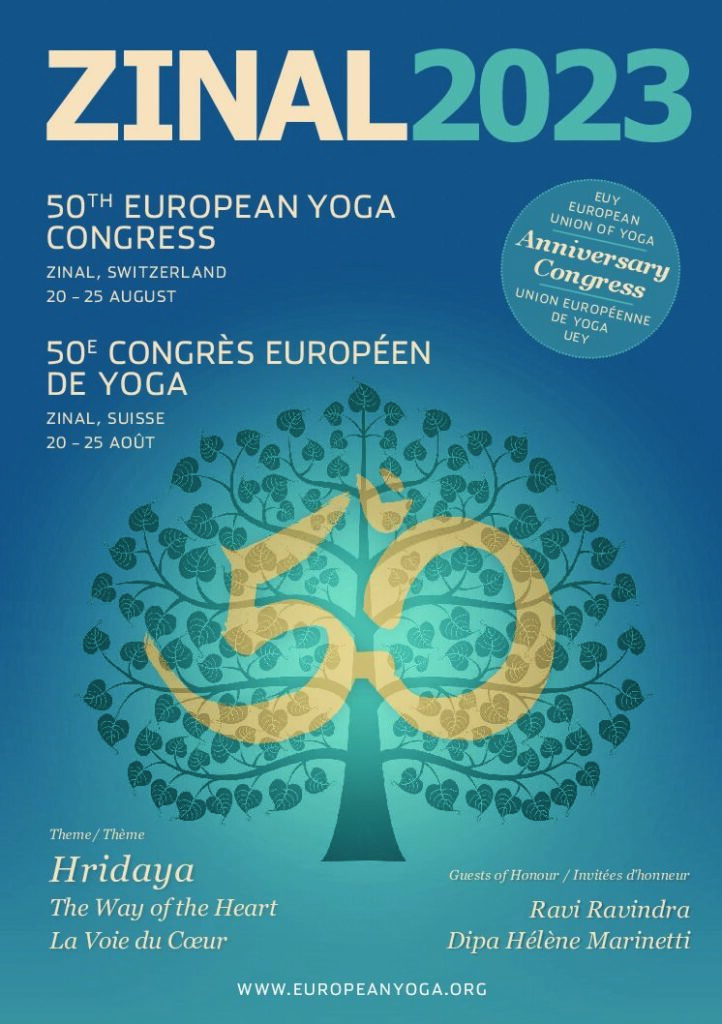 ZINAL2023
50TH EUROPEAN YOGA
CONGRESS
ZINAL, SWITZERLAND
20 – 25 AUGUST
EUY
EUROPEAN
UNION OF YOGA
Anniversary
Congress
UNION EUROPÉENNE
DE YOGA
UEY
50E CONGRÈS EUROPÉEN
DE YOGA
ZINAL, SUISSE
20 – 25 AOÛT
50
Theme / Thème
Hridaya
The Way of the Heart
La Voie du Cœur
Guests of Honour / Invitées d'honneur
Ravi Ravindra
Dipa Hélène Marinetti
WWW.EUROPEANYOGA.ORG